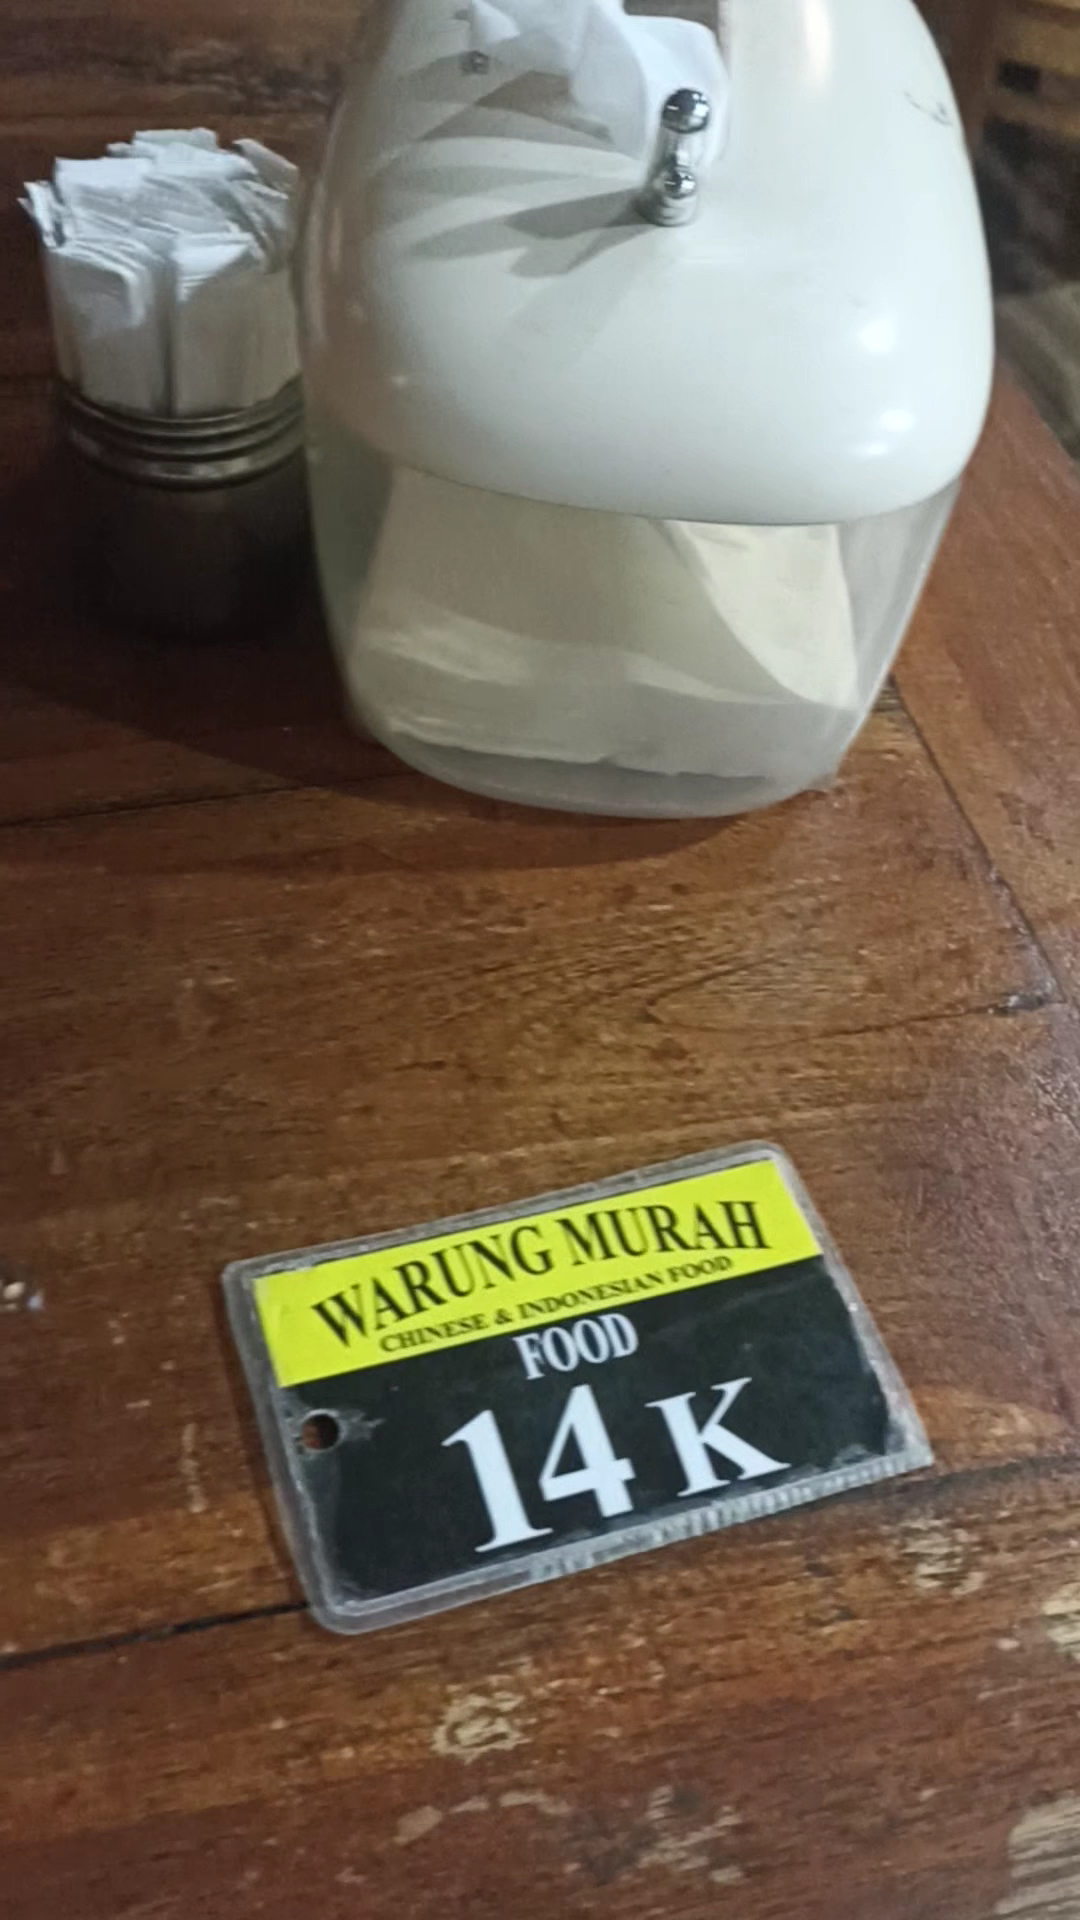 WARUNG MURAH
CHINESE & INDONESIAN FOOD
FOOD
14 K